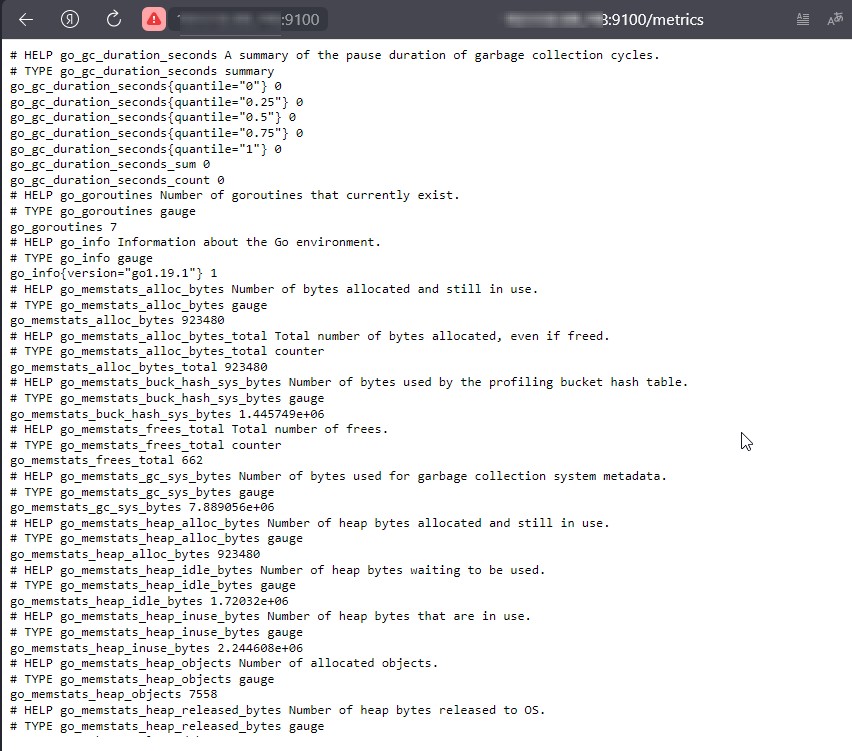 :9100
:9100/metrics
# HELP go_gc_duration_seconds A summary of the pause duration of garbage collection cycles.
# TYPE go_gc_duration_seconds summary
go_gc_duration_seconds{quantile="0"} 0
go_gc_duration_seconds{quantile="0.25"} 0
go_gc_duration_seconds{quantile="0.5"} 0
go_gc_duration_seconds{quantile="0.75"} 0
go_gc_duration_seconds{quantile="1"} 0
go_gc_duration_seconds_sum 0
go_gc_duration_seconds_count 0
# HELP go_goroutines Number of goroutines that currently exist.
# TYPE go_goroutines gauge
go_goroutines 7
# HELP go_info Information about the Go environment.
# TYPE go_info gauge
go_info{version="go1.19.1"} 1
# HELP go_memstats_alloc_bytes Number of bytes allocated and still in use.
# TYPE go_memstats_alloc_bytes gauge
go_memstats_alloc_bytes 923480
# HELP go_memstats_alloc_bytes_total Total number of bytes allocated, even if freed.
# TYPE go_memstats_alloc_bytes_total counter
go_memstats_alloc_bytes_total 923480
# HELP go_memstats_buck_hash_sys_bytes Number of bytes used by the profiling bucket hash table.
# TYPE go_memstats_buck_hash_sys_bytes gauge
go_memstats_buck_hash_sys_bytes 1.445749e+06
# HELP go_memstats_frees_total Total number of frees.
# TYPE go_memstats_frees_total counter
go_memstats_frees_total 662
# HELP go_memstats_gc_sys_bytes Number of bytes used for garbage collection system metadata.
# TYPE go_memstats_gc_sys_bytes gauge
go_memstats_gc_sys_bytes 7.889056e+06
# HELP go_memstats_heap_alloc_bytes Number of heap bytes allocated and still in use.
# TYPE go_memstats_heap_alloc_bytes gauge
go_memstats_heap_alloc_bytes 923480
# HELP go_memstats_heap_idle_bytes Number of heap bytes waiting to be used.
# TYPE go_memstats_heap_idle_bytes gauge
go_memstats_heap_idle_bytes 1.72032e+06
# HELP go_memstats_heap_inuse_bytes Number of heap bytes that are in use.
# TYPE go_memstats_heap_inuse_bytes gauge
go_memstats_heap_inuse_bytes 2.244608e+06
# HELP go_memstats_heap_objects Number of allocated objects.
# TYPE go_memstats_heap_objects gauge
go_memstats_heap_objects 7558
# HELP go_memstats_heap_released_bytes Number of heap bytes released to OS.
# TYPE go_memstats_heap_released_bytes gauge